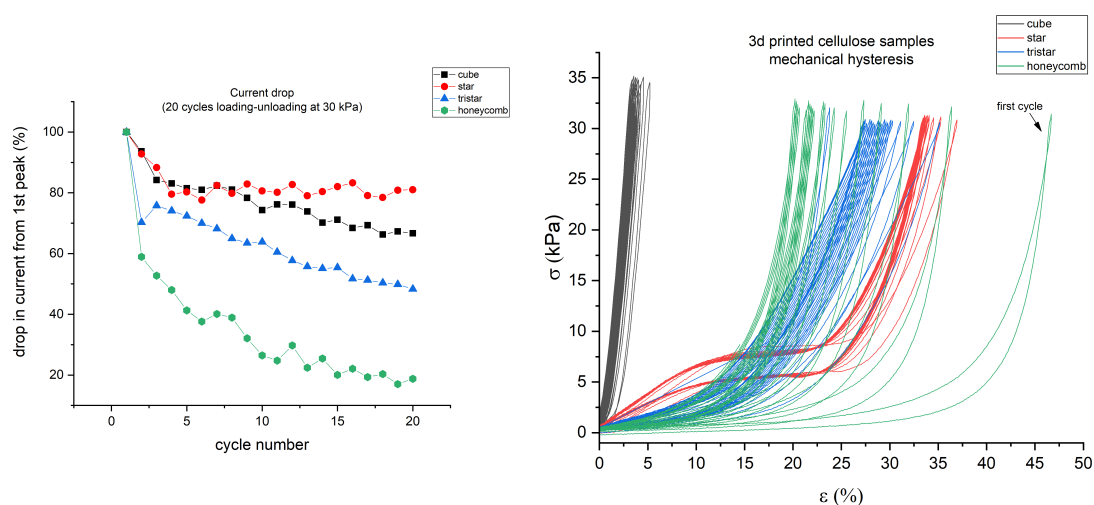 Current drop
(20 cycles loading-unloading at 30 kPa)
cube
star
tristar
honeycomb
drop in current from 1st peak (%)
100
80
60
40
20
0
5
10
15
20
cycle number
3d printed cellulose samples
mechanical hysteresis
cube
star
tristar
honeycomb
first cycle
σ (kPa)
35
30
25
20
15
10
5
0
0
5
10
15
20
25
30
35
40
45
50
ε (%)